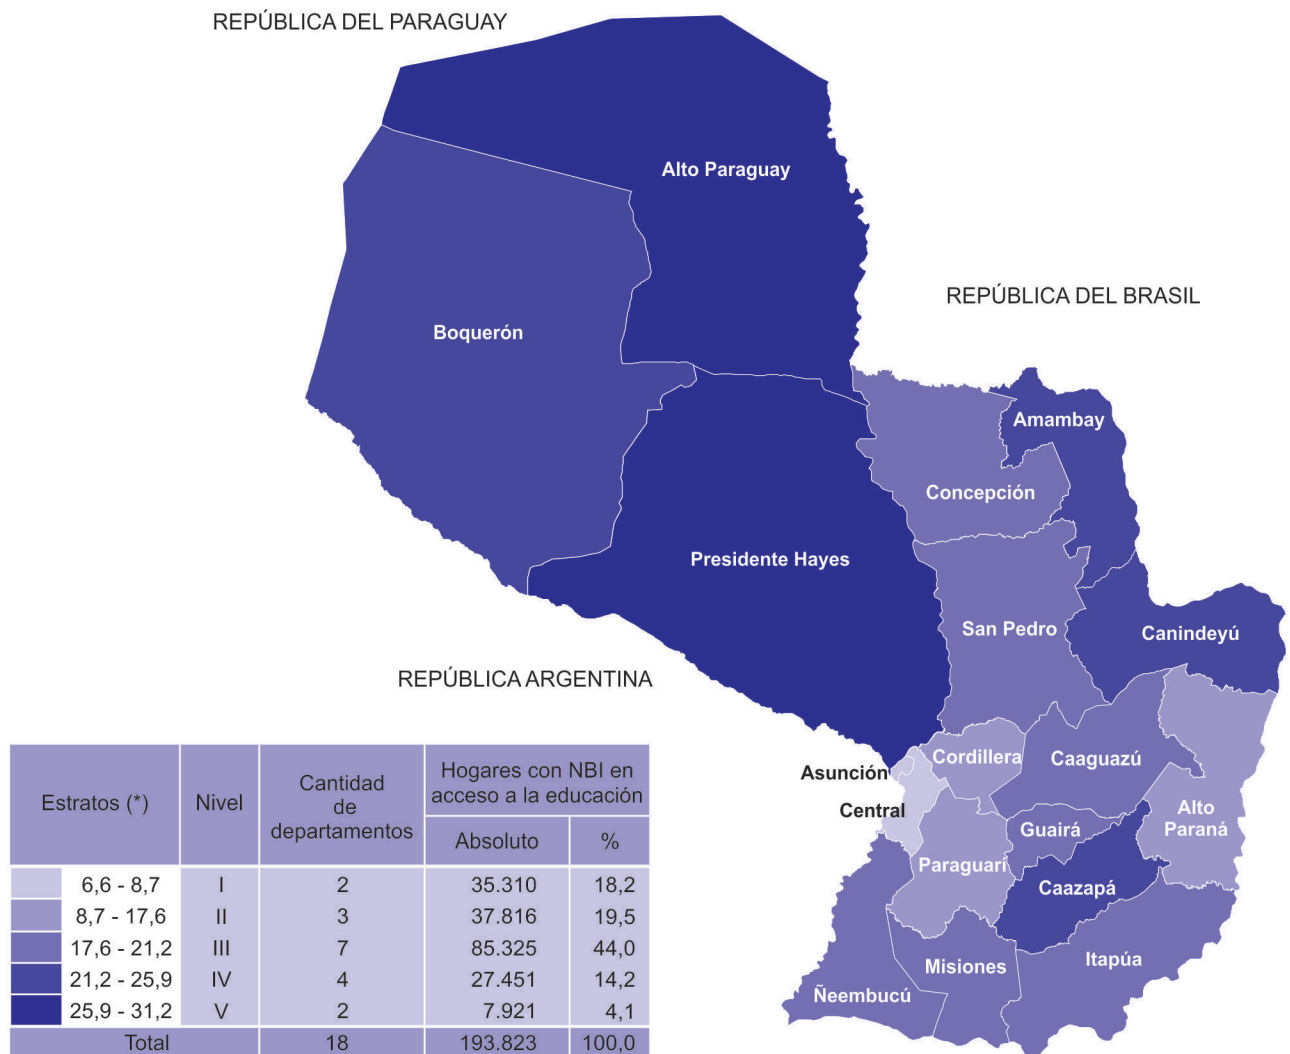 REPÚBLICA DEL PARAGUAY
Alto Paraguay
REPÚBLICA DEL BRASIL
Boquerón
Amambay
Concepción
Presidente Hayes
San Pedro
Canindeyú
REPÚBLICA ARGENTINA
Asunción
Cordillera
Caaguazú
Central
Guairá
Alto
Paraná
Paraguarí
Caazapá
Misiones
Itapúa
Ñeembucú
Estratos (*) Nivel Cantidad de departamentos Hogares con NBI en acceso a la educación
Absoluto %
6,6 - 8,7 I 2 35.310 18,2
8,7 - 17,6 II 3 37.816 19,5
17,6 - 21,2 III 7 85.325 44,0
21,2 - 25,9 IV 4 27.451 14,2
25,9 - 31,2 V 2 7.921 4,1
Total 18 193.823 100,0